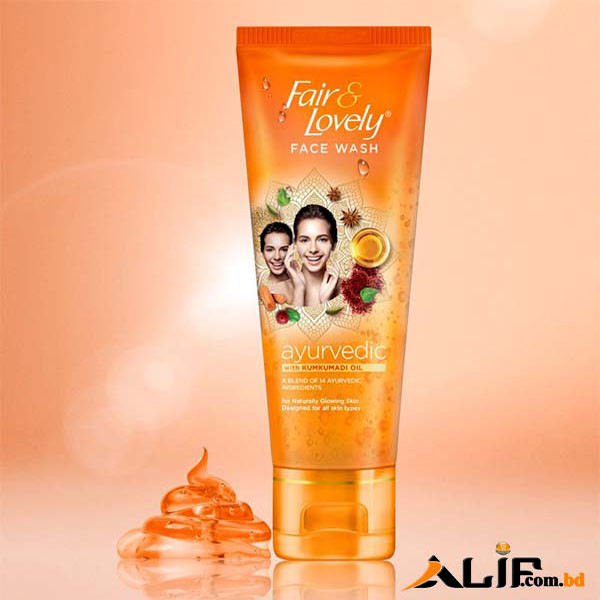 Fair &
Lovely®
FACE WASH
ayurvedic
with KUMKUMADI OIL
A BLEND OF 14 AYURVEDIC
INGREDIENTS
For Naturally Glowing Skin
Designed for all skin types
ALIF.com.bd